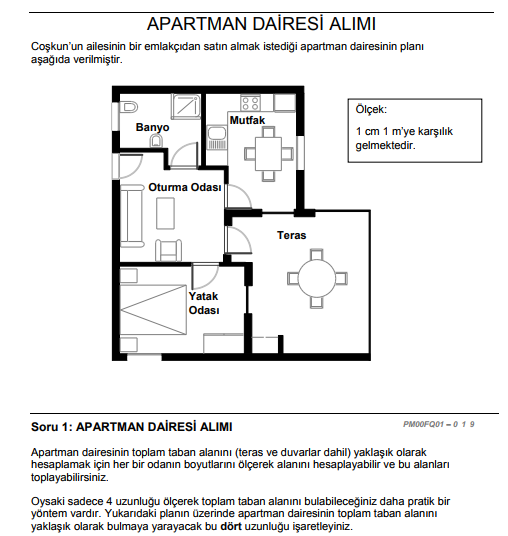 APARTMAN DAİRESİ ALIMI
Coşkun'un ailesinin bir emlakçıdan satın almak istediği apartman dairesinin planı
aşağıda verilmiştir.
Ölçek:
1 cm 1 m'ye karşılık
gelmektedir.
Banyo
Mutfak
Oturma Odası
Teras
Yatak
Odası
Soru 1: APARTMAN DAİRESİ ALIMI
PM00FQ01 – 0 1 9
Apartman dairesinin toplam taban alanını (teras ve duvarlar dahil) yaklaşık olarak
hesaplamak için her bir odanın boyutlarını ölçerek alanını hesaplayabilir ve bu alanları
toplayabilirsiniz.
Oysaki sadece 4 uzunluğu ölçerek toplam taban alanını bulabileceğiniz daha pratik bir
yöntem vardır. Yukarıdaki planın üzerinde apartman dairesinin toplam taban alanını
yaklaşık olarak bulmaya yarayacak bu dört uzunluğu işaretleyiniz.